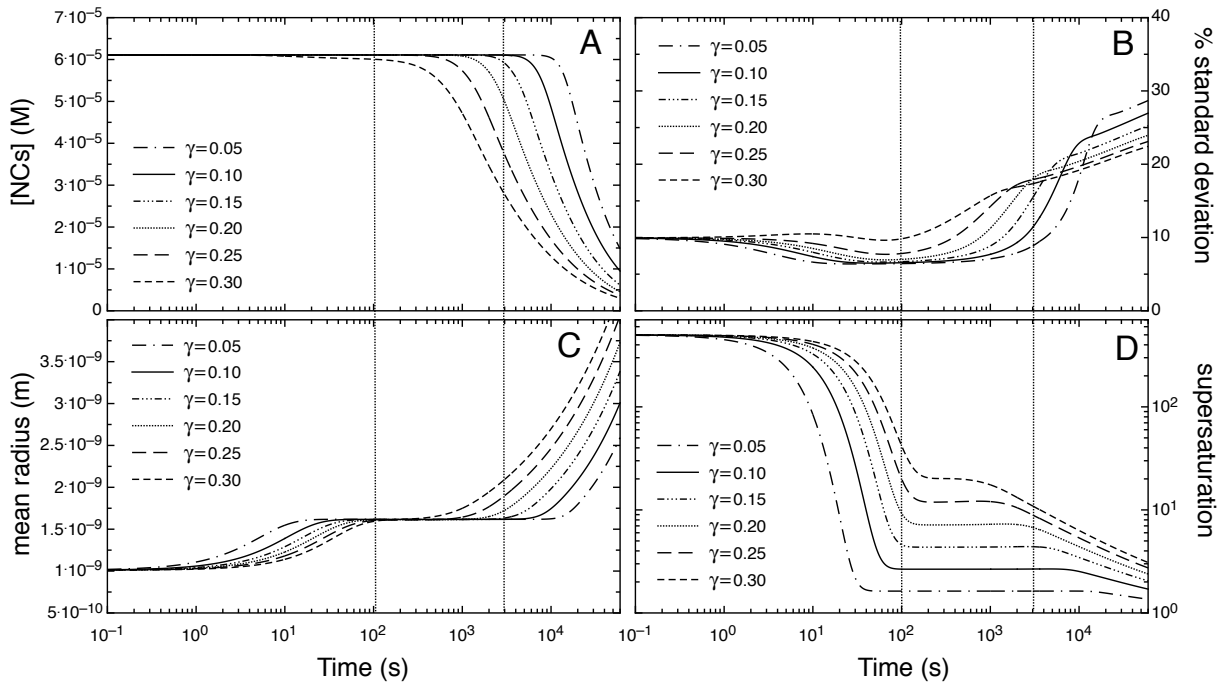 A
[NCs] (M)
7·10⁻⁵
6·10⁻⁵
5·10⁻⁵
4·10⁻⁵
3·10⁻⁵
2·10⁻⁵
1·10⁻⁵
0
γ=0.05
γ=0.10
γ=0.15
γ=0.20
γ=0.25
γ=0.30
B
% standard deviation
40
30
20
10
0
γ=0.05
γ=0.10
γ=0.15
γ=0.20
γ=0.25
γ=0.30
C
mean radius (m)
3.5·10⁻⁹
3·10⁻⁹
2.5·10⁻⁹
2·10⁻⁹
1.5·10⁻⁹
1·10⁻⁹
5·10⁻¹⁰
γ=0.05
γ=0.10
γ=0.15
γ=0.20
γ=0.25
γ=0.30
10⁻¹ 10⁰ 10¹ 10² 10³ 10⁴
Time (s)
D
supersaturation
10²
10¹
10⁰
γ=0.05
γ=0.10
γ=0.15
γ=0.20
γ=0.25
γ=0.30
10⁻¹ 10⁰ 10¹ 10² 10³ 10⁴
Time (s)